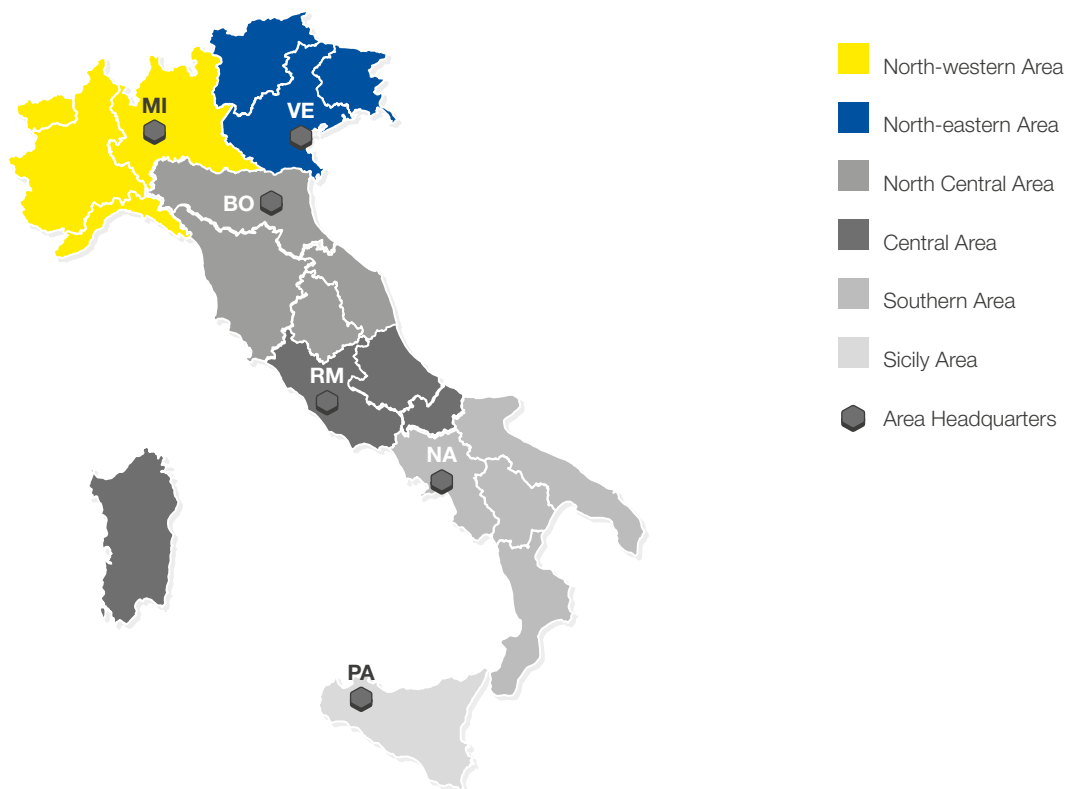 MI
VE
BO
RM
NA
PA
North-western Area
North-eastern Area
North Central Area
Central Area
Southern Area
Sicily Area
Area Headquarters